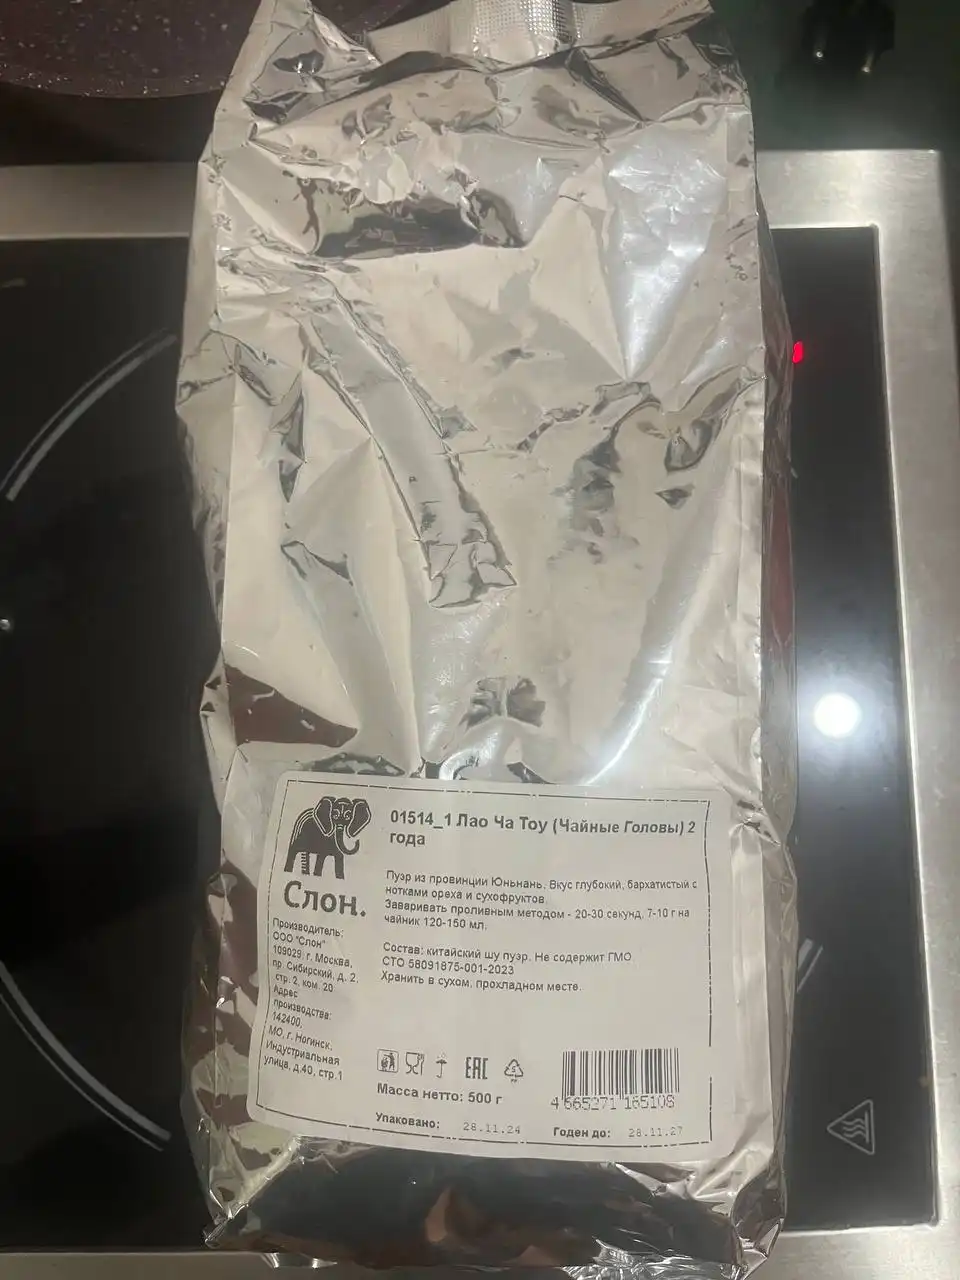 01514_1 Лао Ча Тоу (Чайные Головы) 2
года
Пуэр из провинции Юньнань. Вкус глубокий, бархатистый с
нотками ореха и сухофруктов.
Заваривать проливным методом - 20-30 секунд, 7-10 г на
чайник 120-150 мл.
Состав: китайский шу пуэр. Не содержит ГМО.
СТО 58091875-001-2023
Хранить в сухом, прохладном месте.
Слон.
Производитель:
ООО "Слон"
109029, г. Москва,
пр. Сибирский, д. 2,
стр. 2, ком. 20
Адрес
производства:
142400,
МО, г. Ногинск,
Индустриальная
улица, д.40, стр.1
EAC
5
PP
Масса нетто: 500 г
4 665271 165108
Упаковано: 28.11.24
Годен до: 28.11.27